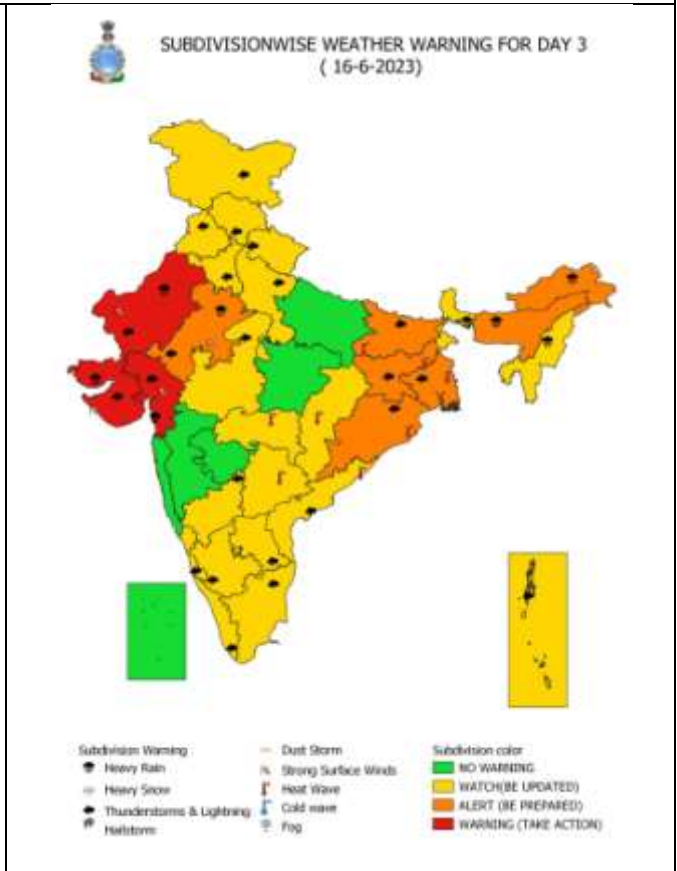 SUBDIVISIONWISE WEATHER WARNING FOR DAY 3
( 16-6-2023)
Subdivision Warning
Heavy Rain
Heavy Snow
Thunderstorms & Lightning
Hailstorm
Dust Storm
Strong Surface Winds
Heat Wave
Cold wave
Fog
Subdivision color
NO WARNING
WATCH(BE UPDATED)
ALERT (BE PREPARED)
WARNING (TAKE ACTION)